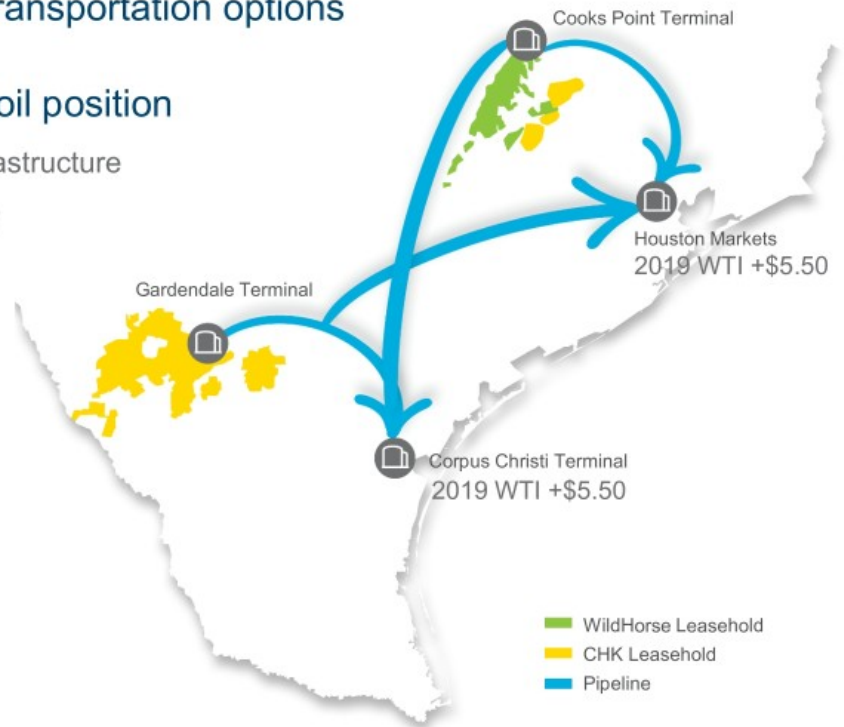 ransportation options
oil position
astructure
Cooks Point Terminal
Houston Markets
2019 WTI +$5.50
Gardendale Terminal
Corpus Christi Terminal
2019 WTI +$5.50
WildHorse Leasehold
CHK Leasehold
Pipeline